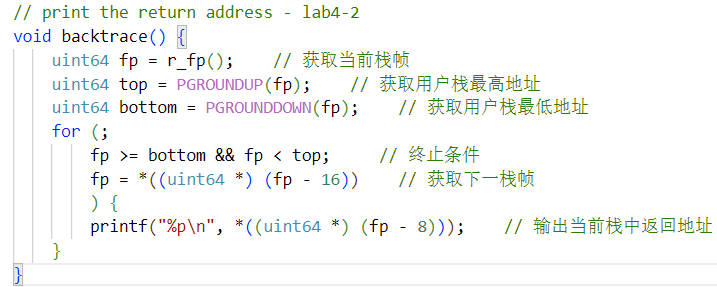 // print the return address - lab4-2
void backtrace() {
    uint64 fp = r_fp();    // 获取当前栈帧
    uint64 top = PGROUNDUP(fp);    // 获取用户栈最高地址
    uint64 bottom = PGROUNDDOWN(fp);    // 获取用户栈最低地址
    for (;
        fp >= bottom && fp < top;     // 终止条件
        fp = *((uint64 *) (fp - 16))    // 获取下一栈帧
        ) {
        printf("%p\n", *((uint64 *) (fp - 8)));    // 输出当前栈中返回地址
    }
}